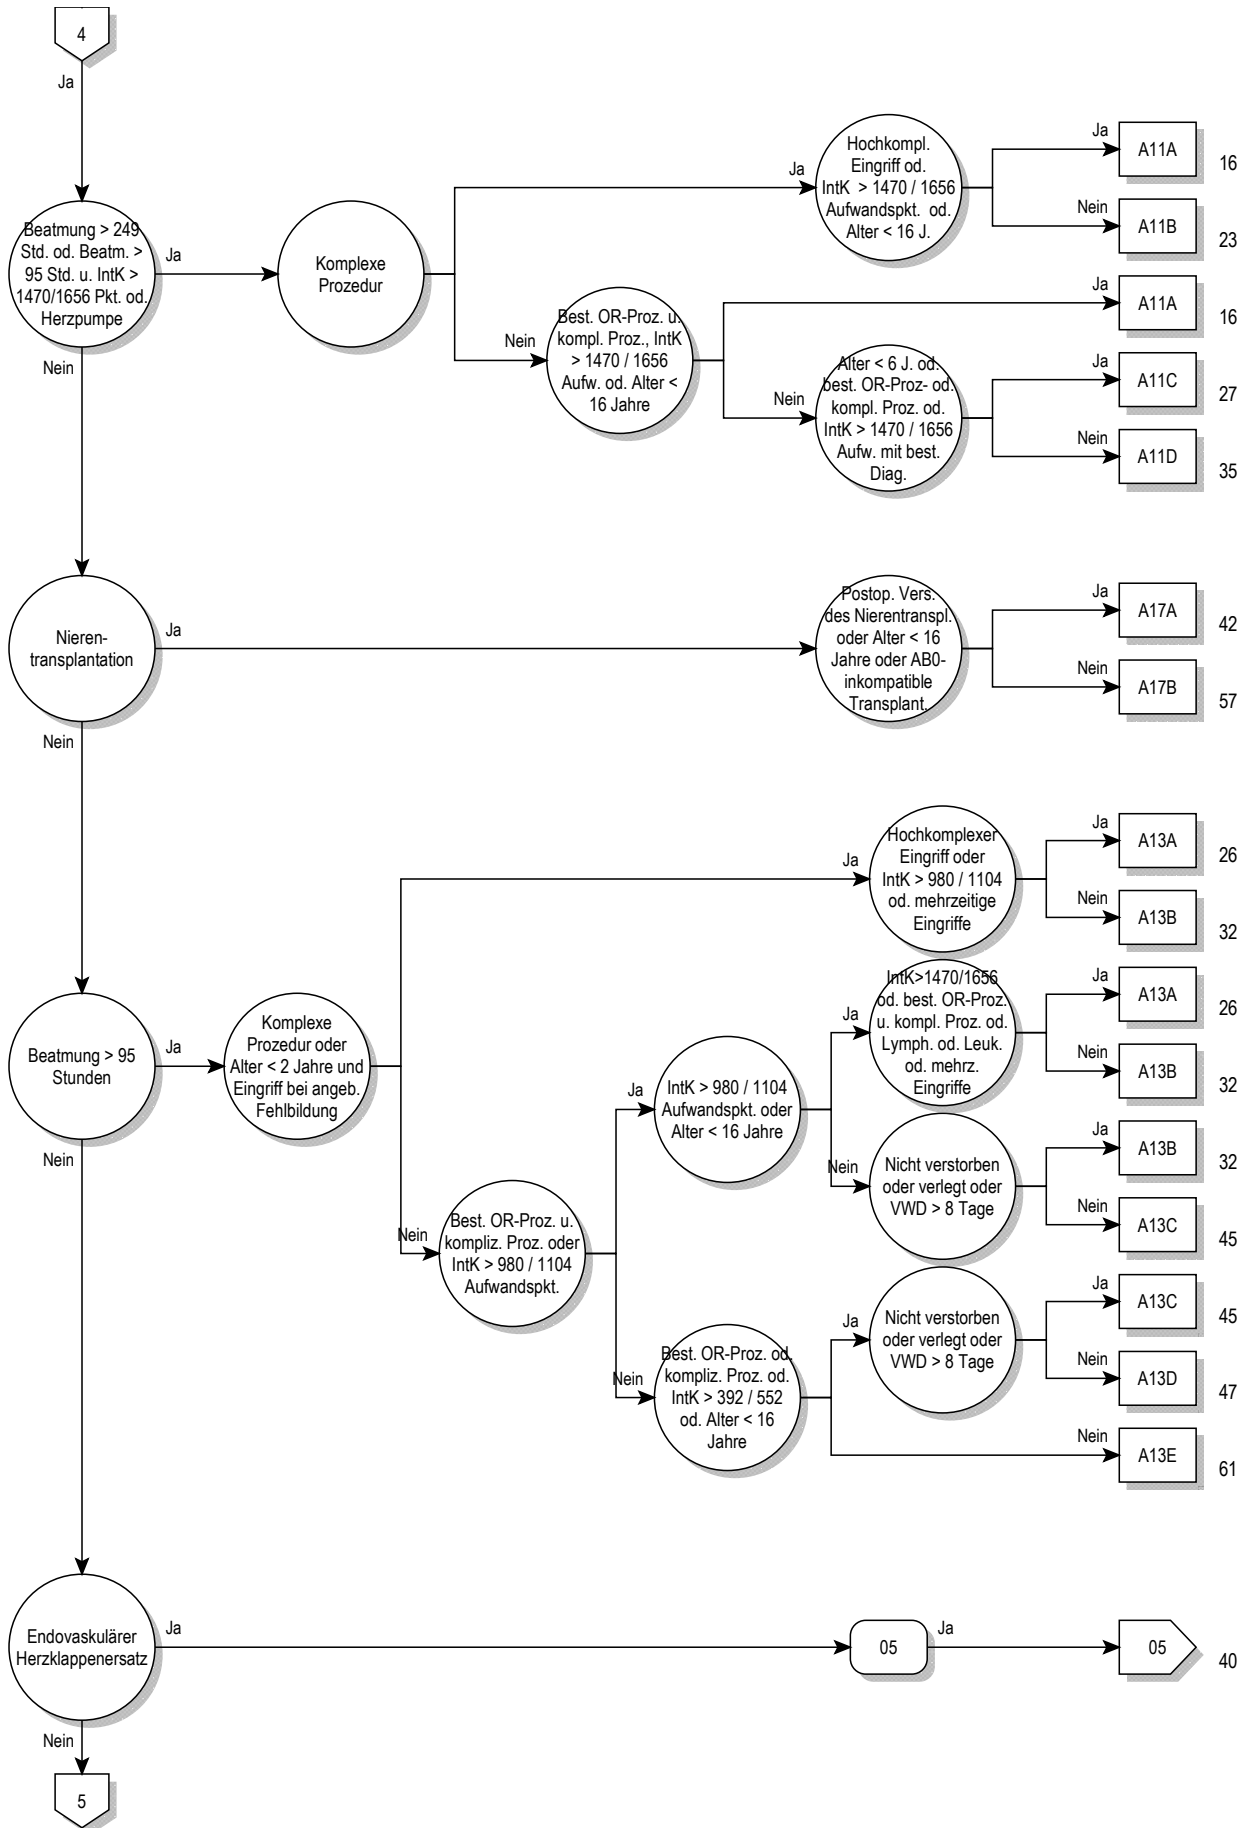 4
Ja
Beatmung > 249
Std. od. Beatm. >
95 Std. u. IntK >
1470/1656 Pkt. od.
Herzpumpe
Ja
Komplexe
Prozedur
Ja
Hochkompl.
Eingriff od.
IntK > 1470 / 1656
Aufwandspkt. od.
Alter < 16 J.
Ja
A11A
16
Nein
A11B
23
Nein
Best. OR-Proz. u.
kompl. Proz., IntK
> 1470 / 1656
Aufw. od. Alter <
16 Jahre
Ja
A11A
16
Nein
Alter < 6 J. od.
best. OR-Proz- od.
kompl. Proz. od.
IntK > 1470 / 1656
Aufw. mit best.
Diag.
Ja
A11C
27
Nein
A11D
35
Nein
Nieren-
transplantation
Ja
Postop. Vers.
des Nierentranspl.
oder Alter < 16
Jahre oder AB0-
inkompatible
Transplant.
Ja
A17A
42
Nein
A17B
57
Nein
Beatmung > 95
Stunden
Ja
Komplexe
Prozedur oder
Alter < 2 Jahre und
Eingriff bei angeb.
Fehlbildung
Ja
Hochkomplexer
Eingriff oder
IntK > 980 / 1104
od. mehrzeitige
Eingriffe
Ja
A13A
26
Nein
A13B
32
Nein
Best. OR-Proz. u.
kompliz. Proz. oder
IntK > 980 / 1104
Aufwandspkt.
Ja
IntK > 980 / 1104
Aufwandspkt. oder
Alter < 16 Jahre
Ja
IntK>1470/1656
od. best. OR-Proz.
u. kompl. Proz. od.
Lymph. od. Leuk.
od. mehrz.
Eingriffe
Ja
A13A
26
Nein
A13B
32
Nein
Nicht verstorben
oder verlegt oder
VWD > 8 Tage
Ja
A13B
32
Nein
A13C
45
Nein
Best. OR-Proz. od.
kompliz. Proz. od.
IntK > 392 / 552
od. Alter < 16
Jahre
Ja
Nicht verstorben
oder verlegt oder
VWD > 8 Tage
Ja
A13C
45
Nein
A13D
47
Nein
A13E
61
Nein
Endovaskulärer
Herzklappenersatz
Ja
05
Ja
05
40
Nein
5